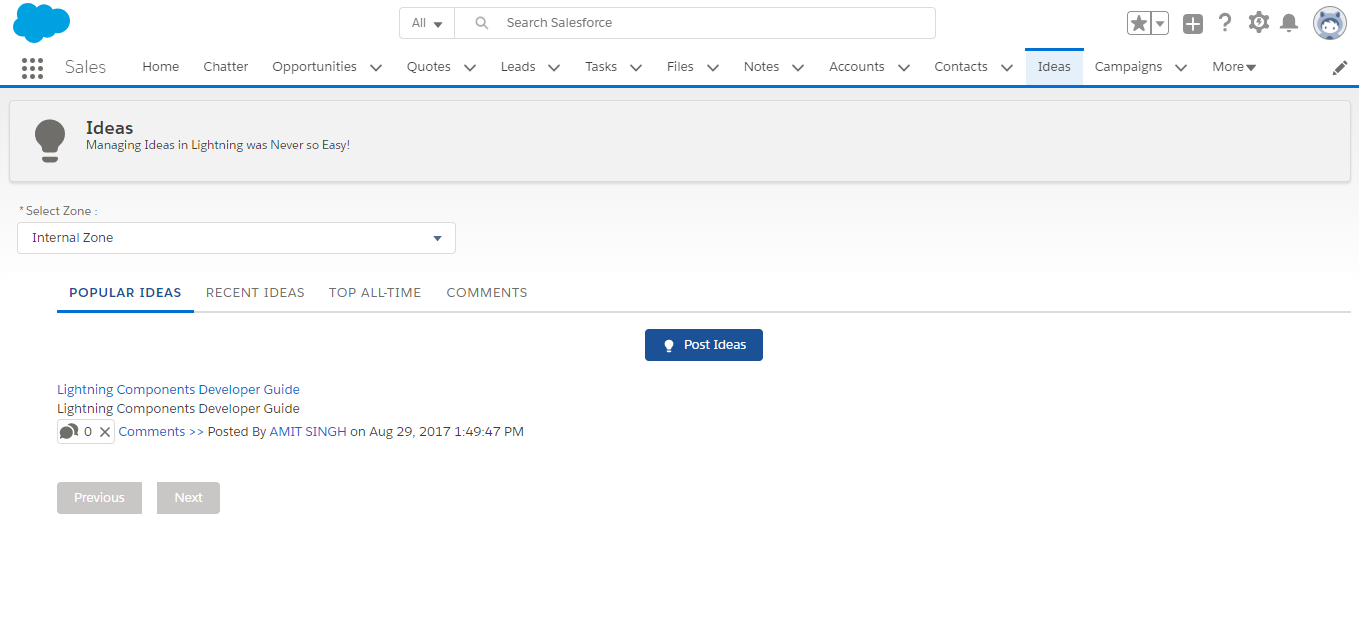 All Search Salesforce
Sales Home Chatter Opportunities Quotes Leads Tasks Files Notes Accounts Contacts Ideas Campaigns More
Ideas
Managing Ideas in Lightning was Never so Easy!
*Select Zone :
Internal Zone
POPULAR IDEAS RECENT IDEAS TOP ALL-TIME COMMENTS
Post Ideas
Lightning Components Developer Guide
Lightning Components Developer Guide
0 Comments >> Posted By AMIT SINGH on Aug 29, 2017 1:49:47 PM
Previous Next